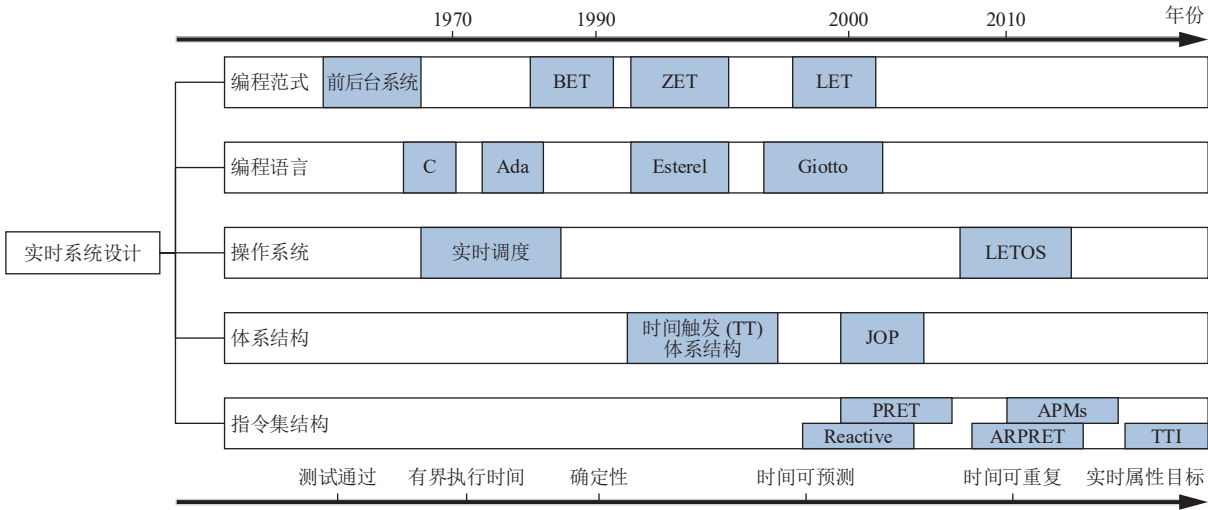 1970 1990 2000 2010 年份
编程范式 前后台系统 BET ZET LET
编程语言 C Ada Esterel Giotto
实时系统设计
操作系统 实时调度 LETOS
体系结构 时间触发 (TT)
体系结构 JOP
指令集结构 PRET APMs
Reactive ARPRET TTI
测试通过 有界执行时间 确定性 时间可预测 时间可重复 实时属性目标